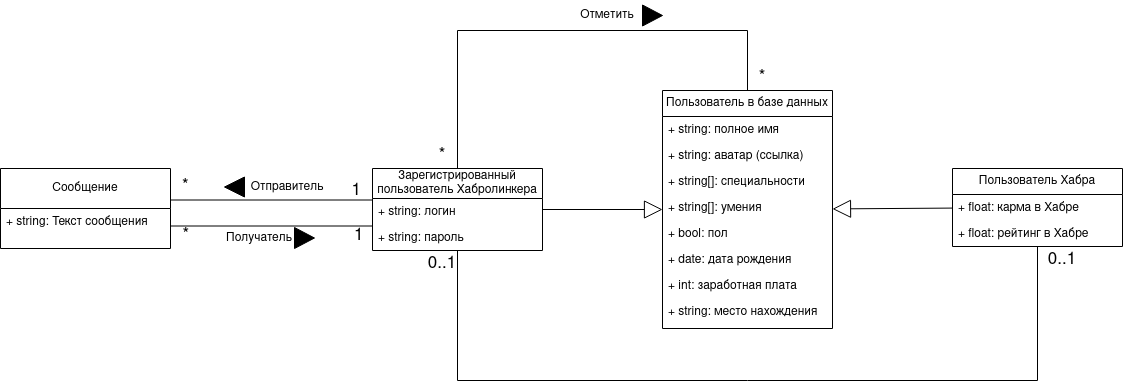 Отметить
*
Пользователь в базе данных
+ string: полное имя
+ string: аватар (ссылка)
+ string[]: специальности
+ string[]: умения
+ bool: пол
+ date: дата рождения
+ int: заработная плата
+ string: место нахождения
*
Зарегистрированный
пользователь Хабролинкера
+ string: логин
+ string: пароль
0..1
Сообщение
+ string: Текст сообщения
*
Отправитель
1
*
Получатель
1
Пользователь Хабра
+ float: карма в Хабре
+ float: рейтинг в Хабре
0..1